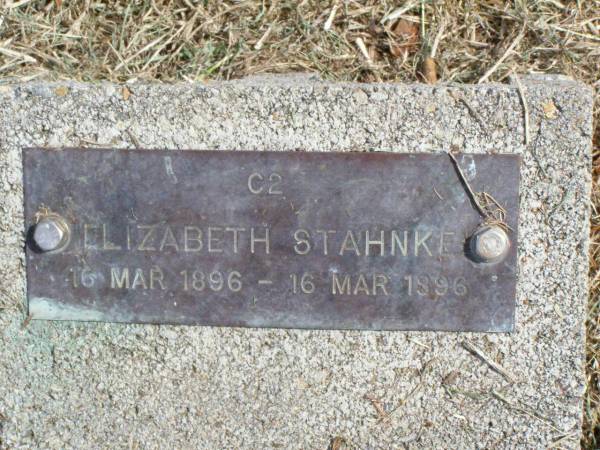 C2
ELIZABETH STAHNKE
16 MAR 1896 - 16 MAR 1896